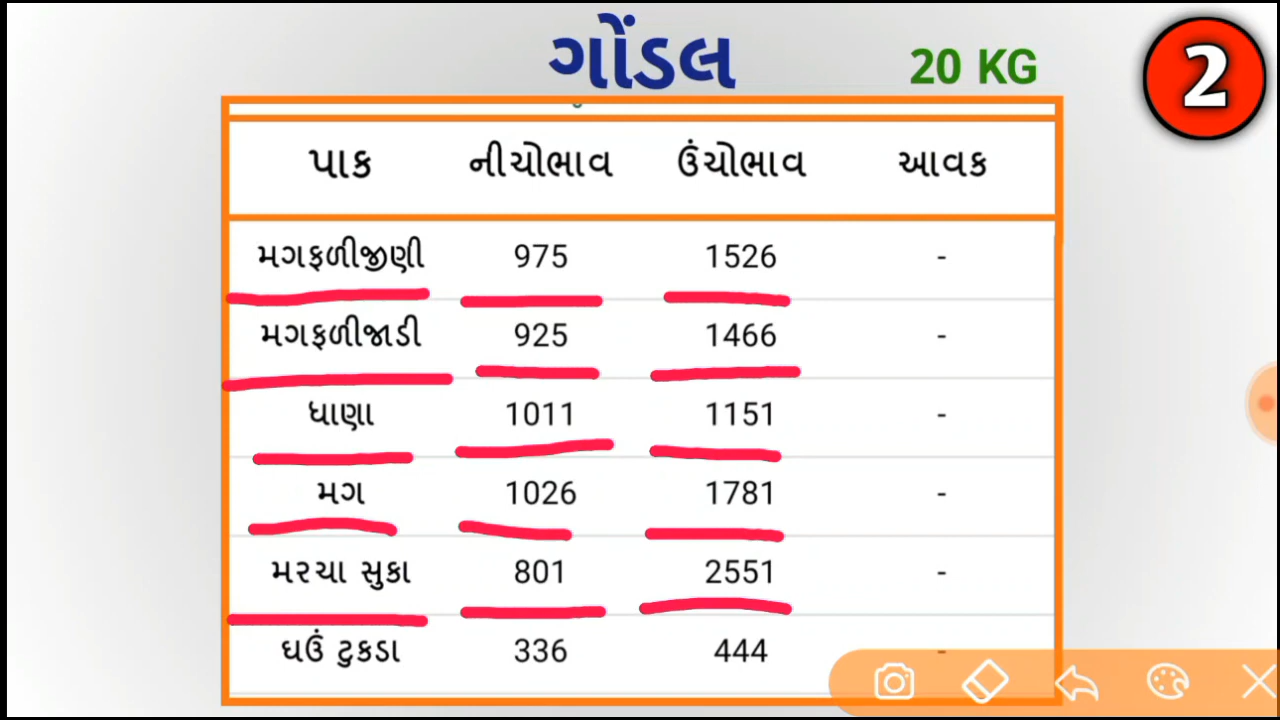 ગોંડલ 20 KG 2
પાક નીચોભાવ ઉંચોભાવ આવક
મગફળીજીણી 975 1526 -
મગફળીજાડી 925 1466 -
ધાણા 1011 1151 -
મગ 1026 1781 -
મરચા સુકા 801 2551 -
ઘઉં ટુકડા 336 444 -